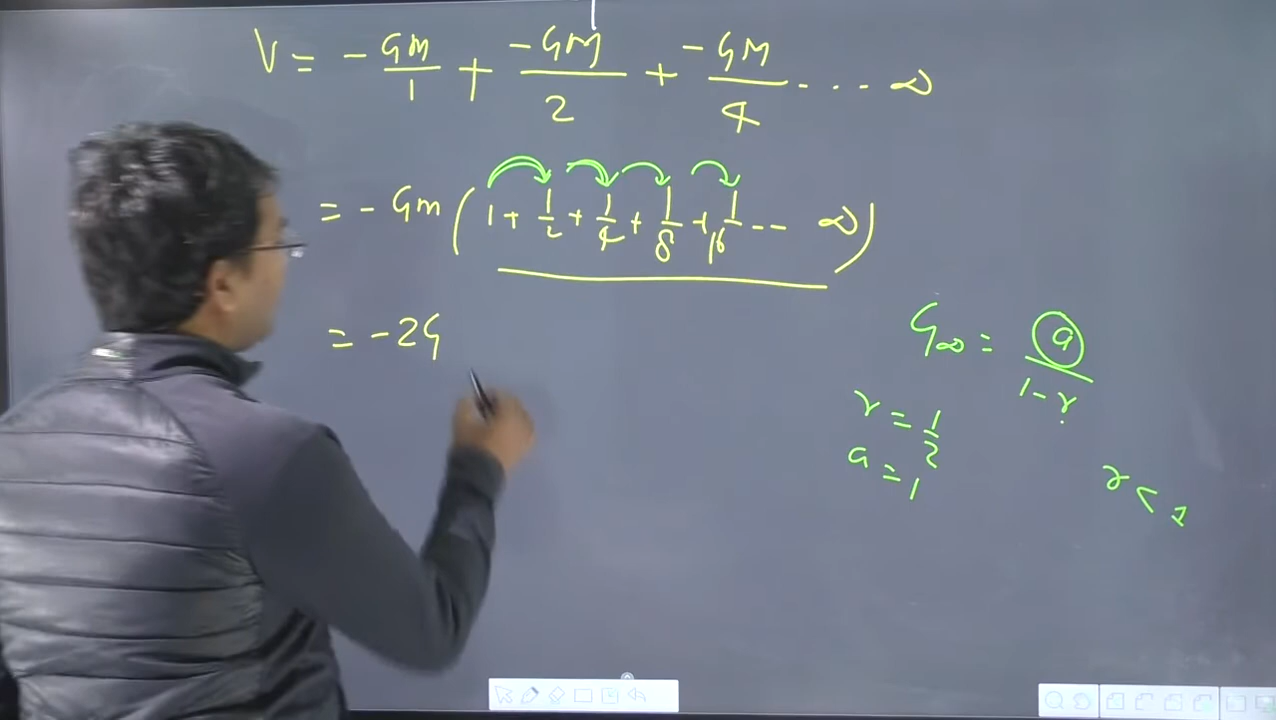 V = - Gm/1 + -GM/2 + -GM/4 .... ∞
= - Gm ( 1 + 1/2 + 1/4 + 1/8 + 1/16 -- ∞ )
= - 2G
G∞ = a/1-r
r = 1/2
a = 1
r < 1